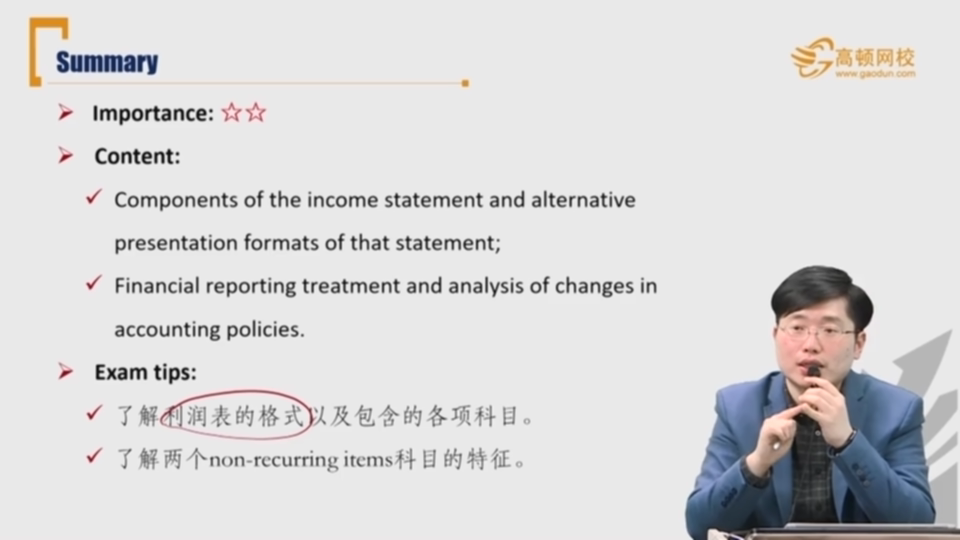 Summary
高顿网校
www.gaodun.com
Importance: ☆☆
Content:
Components of the income statement and alternative
presentation formats of that statement;
Financial reporting treatment and analysis of changes in
accounting policies.
Exam tips:
了解利润表的格式以及包含的各项科目。
了解两个non-recurring items科目的特征。